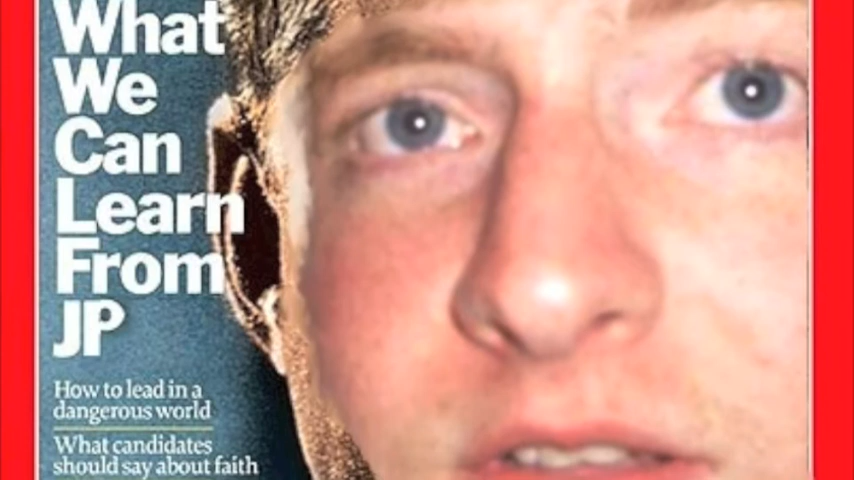 What
We
Can
Learn
From
JP
How to lead in a
dangerous world
What candidates
should say about faith